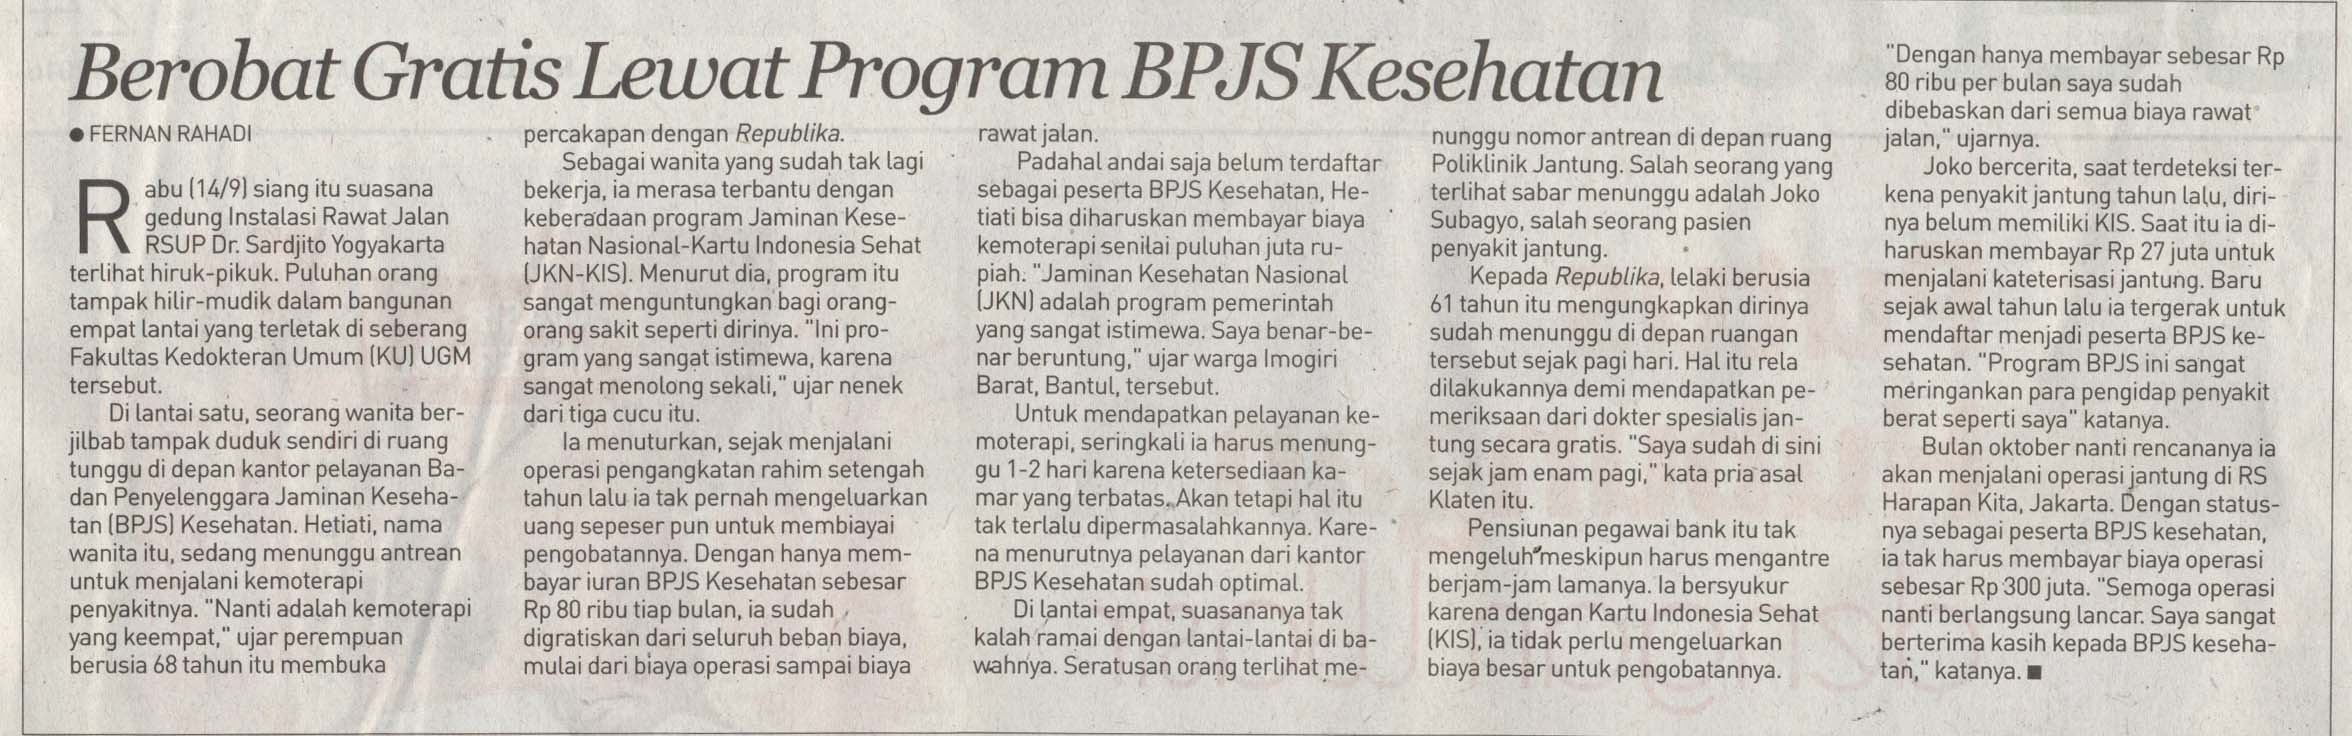 Berobat Gratis Lewat Program BPJS Kesehatan
● FERNAN RAHADI
Rabu (14/9) siang itu suasana
gedung Instalasi Rawat Jalan
RSUP Dr. Sardjito Yogyakarta
terlihat hiruk-pikuk. Puluhan orang
tampak hilir-mudik dalam bangunan
empat lantai yang terletak di seberang
Fakultas Kedokteran Umum (KU) UGM
tersebut.
Di lantai satu, seorang wanita ber-
jilbab tampak duduk sendiri di ruang
tunggu di depan kantor pelayanan Ba-
dan Penyelenggara Jaminan Keseha-
tan (BPJS) Kesehatan. Hetiati, nama
wanita itu, sedang menunggu antrean
untuk menjalani kemoterapi
penyakitnya. "Nanti adalah kemoterapi
yang keempat," ujar perempuan
berusia 68 tahun itu membuka
percakapan dengan Republika.
Sebagai wanita yang sudah tak lagi
bekerja, ia merasa terbantu dengan
keberadaan program Jaminan Kese-
hatan Nasional-Kartu Indonesia Sehat
(JKN-KIS). Menurut dia, program itu
sangat menguntungkan bagi orang-
orang sakit seperti dirinya. "Ini pro-
gram yang sangat istimewa, karena
sangat menolong sekali," ujar nenek
dari tiga cucu itu.
Ia menuturkan, sejak menjalani
operasi pengangkatan rahim setengah
tahun lalu ia tak pernah mengeluarkan
uang sepeser pun untuk membiayai
pengobatannya. Dengan hanya mem-
bayar iuran BPJS Kesehatan sebesar
Rp 80 ribu tiap bulan, ia sudah
digratiskan dari seluruh beban biaya,
mulai dari biaya operasi sampai biaya
rawat jalan.
Padahal andai saja belum terdaftar
sebagai peserta BPJS Kesehatan, He-
tiati bisa diharuskan membayar biaya
kemoterapi senilai puluhan juta ru-
piah. "Jaminan Kesehatan Nasional
(JKN) adalah program pemerintah
yang sangat istimewa. Saya benar-be-
nar beruntung," ujar warga Imogiri
Barat, Bantul, tersebut.
Untuk mendapatkan pelayanan ke-
moterapi, seringkali ia harus menung-
gu 1-2 hari karena ketersediaan ka-
mar yang terbatas. Akan tetapi hal itu
tak terlalu dipermasalahkannya. Kare-
na menurutnya pelayanan dari kantor
BPJS Kesehatan sudah optimal.
Di lantai empat, suasananya tak
kalah ramai dengan lantai-lantai di ba-
wahnya. Seratusan orang terlihat me-
nunggu nomor antrean di depan ruang
Poliklinik Jantung. Salah seorang yang
terlihat sabar menunggu adalah Joko
Subagyo, salah seorang pasien
penyakit jantung.
Kepada Republika, lelaki berusia
61 tahun itu mengungkapkan dirinya
sudah menunggu di depan ruangan
tersebut sejak pagi hari. Hal itu rela
dilakukannya demi mendapatkan pe-
meriksaan dari dokter spesialis jan-
tung secara gratis. "Saya sudah di sini
sejak jam enam pagi," kata pria asal
Klaten itu.
Pensiunan pegawai bank itu tak
mengeluh meskipun harus mengantre
berjam-jam lamanya. Ia bersyukur
karena dengan Kartu Indonesia Sehat
(KIS), ia tidak perlu mengeluarkan
biaya besar untuk pengobatannya.
"Dengan hanya membayar sebesar Rp
80 ribu per bulan saya sudah
dibebaskan dari semua biaya rawat
jalan," ujarnya.
Joko bercerita, saat terdeteksi ter-
kena penyakit jantung tahun lalu, diri-
nya belum memiliki KIS. Saat itu ia di-
haruskan membayar Rp 27 juta untuk
menjalani kateterisasi jantung. Baru
sejak awal tahun lalu ia tergerak untuk
mendaftar menjadi peserta BPJS ke-
sehatan. "Program BPJS ini sangat
meringankan para pengidap penyakit
berat seperti saya" katanya.
Bulan oktober nanti rencananya ia
akan menjalani operasi jantung di RS
Harapan Kita, Jakarta. Dengan status-
nya sebagai peserta BPJS kesehatan,
ia tak harus membayar biaya operasi
sebesar Rp 300 juta. "Semoga operasi
nanti berlangsung lancar. Saya sangat
berterima kasih kepada BPJS keseha-
tan," katanya. ■